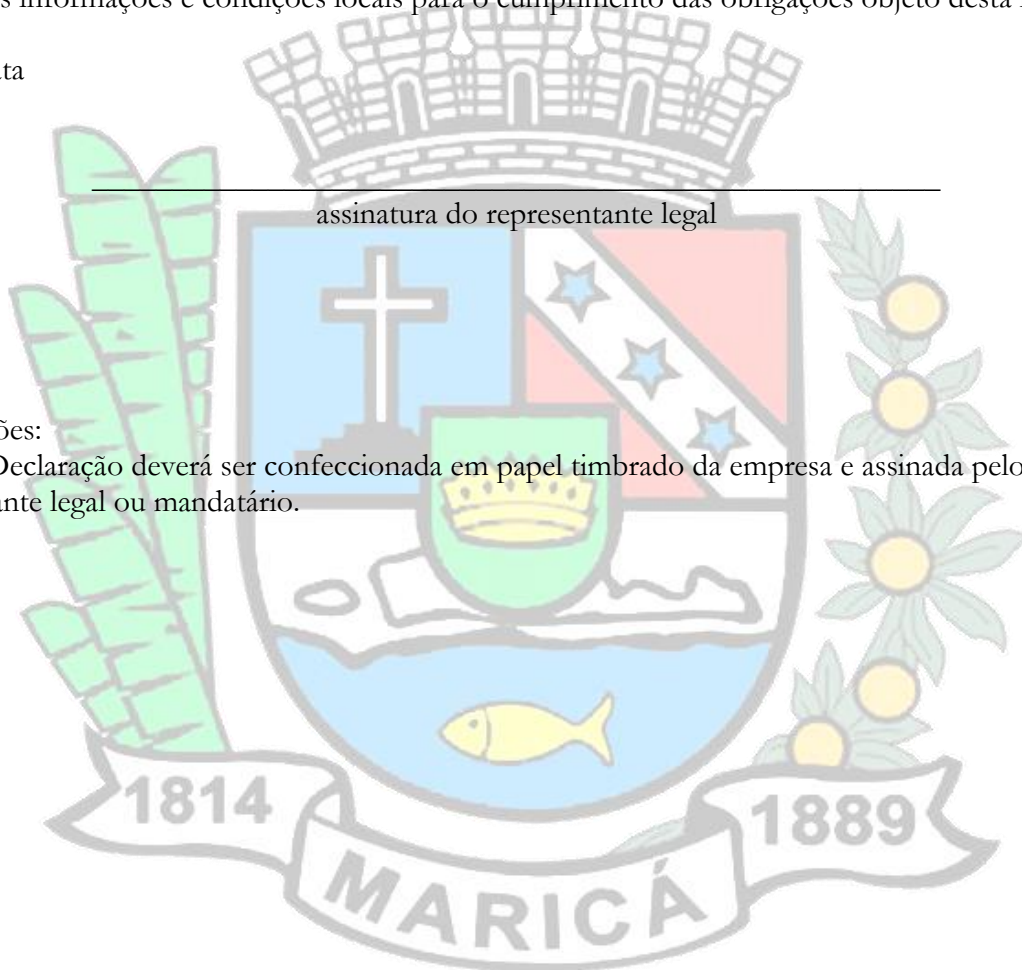 s informações e condições locais para o cumprimento das obrigações objeto desta
ta
assinatura do representante legal
ões:
Declaração deverá ser confeccionada em papel timbrado da empresa e assinada pelo
ante legal ou mandatário.
1814
1889
MARICÁ